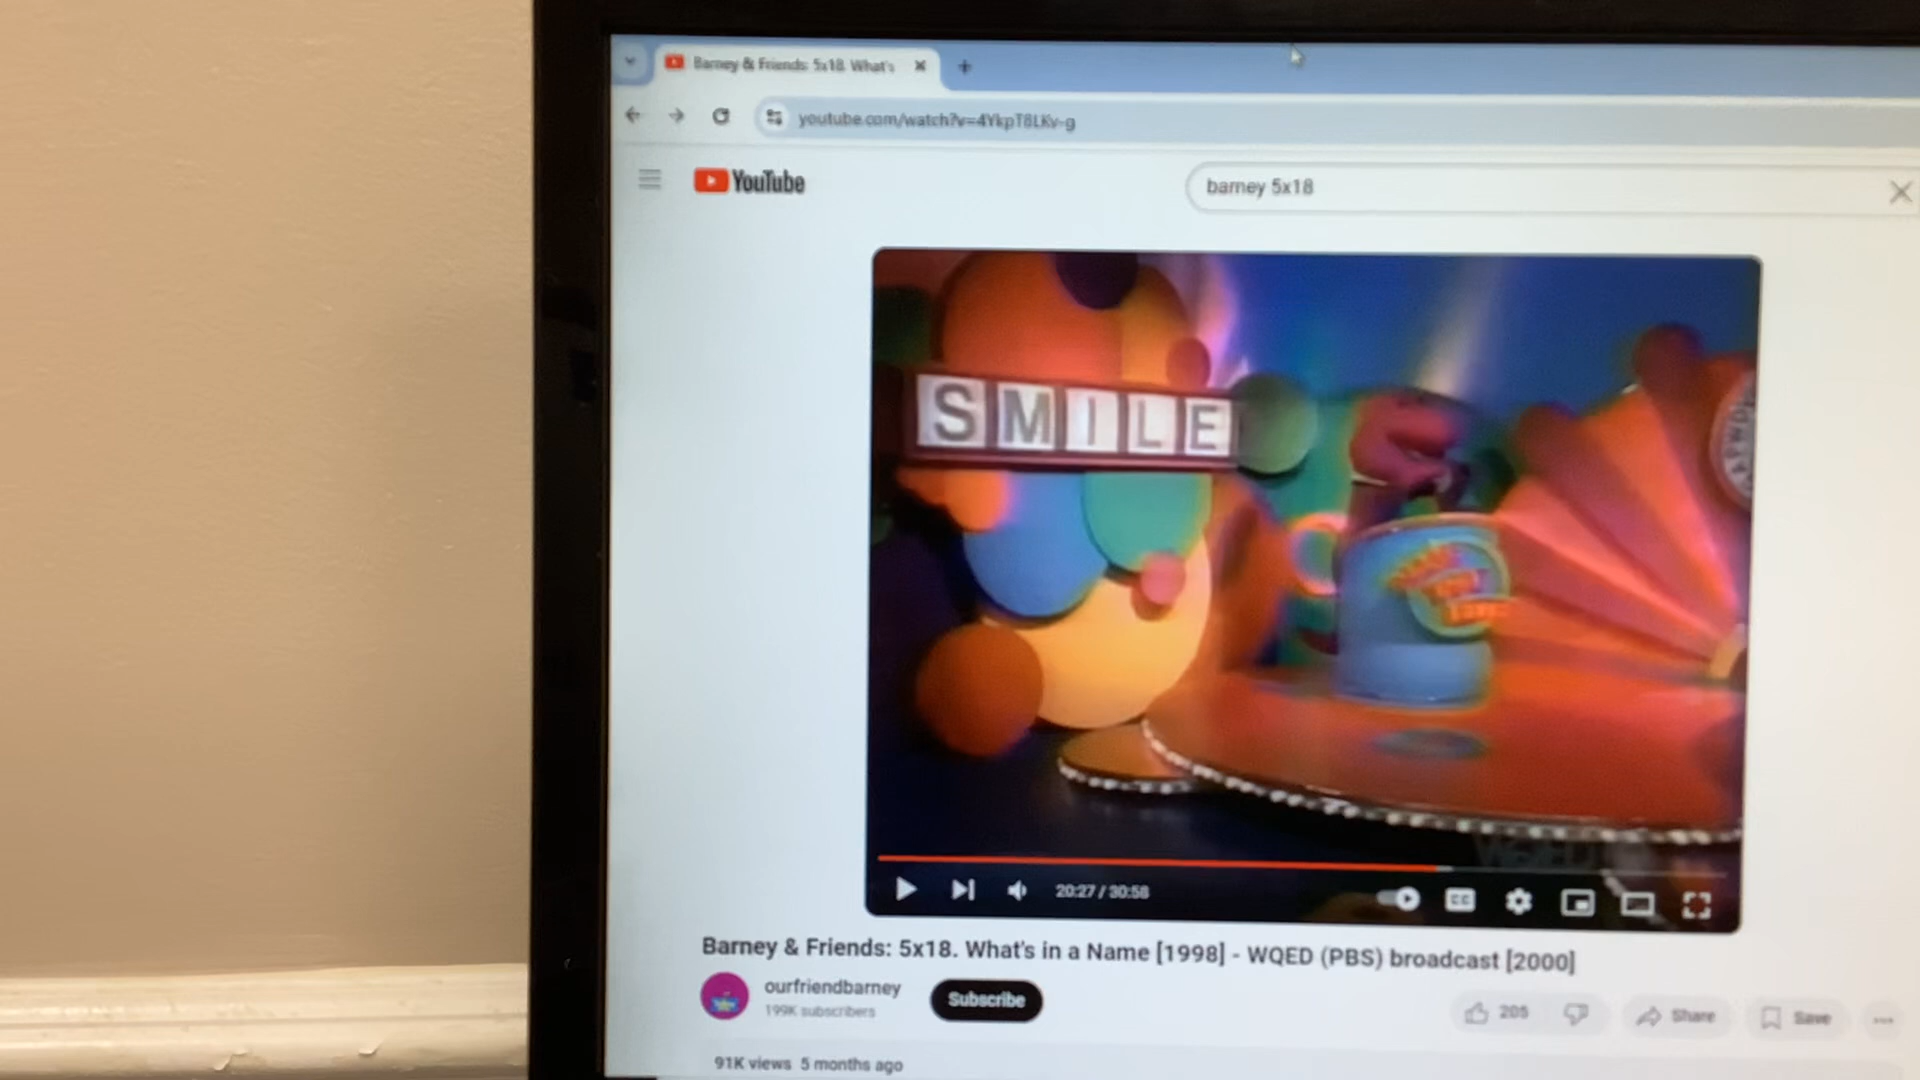 Barney & Friends: 5x18. What's
youtube.com/watch?v=4YkpT8LKv-g
YouTube
barney 5x18
SMILE
WQED
20:27 / 30:58
CC
Barney & Friends: 5x18. What's in a Name [1998] - WQED (PBS) broadcast [2000]
ourfriendbarney
199K subscribers
Subscribe
205
Share
Save
91K views 5 months ago